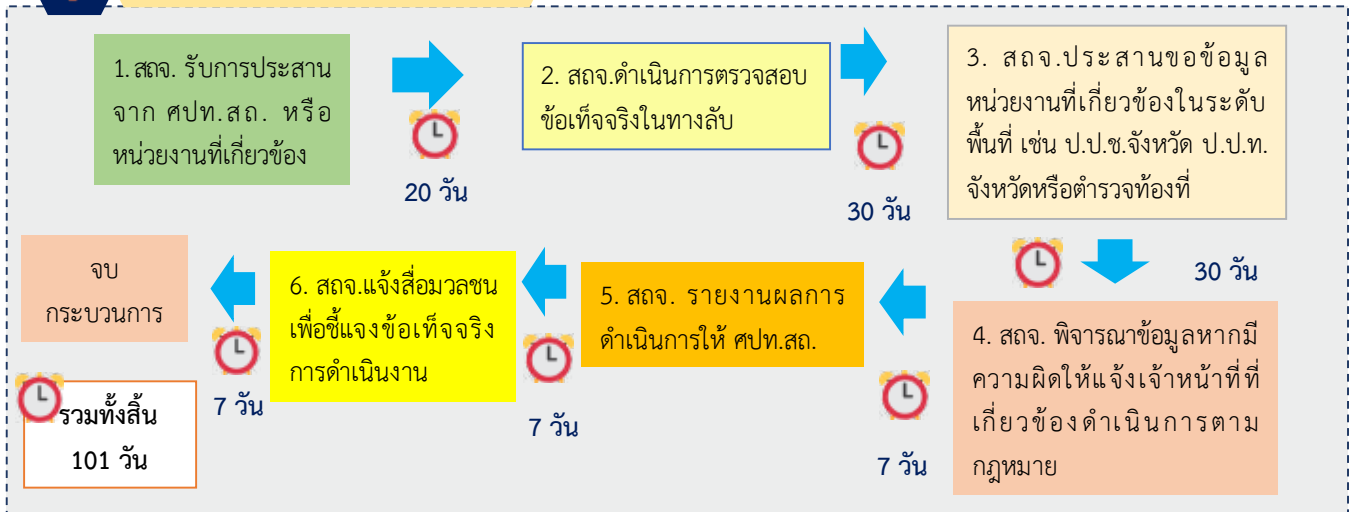 1. สถจ. รับการประสาน
จาก ศปท.สถ. หรือ
หน่วยงานที่เกี่ยวข้อง
20 วัน
2. สถจ.ดำเนินการตรวจสอบ
ข้อเท็จจริงในทางลับ
30 วัน
3. สถจ.ประสานขอข้อมูล
หน่วยงานที่เกี่ยวข้องในระดับ
พื้นที่ เช่น ป.ป.ช.จังหวัด ป.ป.ท.
จังหวัดหรือตำรวจท้องที่
30 วัน
4. สถจ. พิจารณาข้อมูลหากมี
ความผิดให้แจ้งเจ้าหน้าที่ที่
เกี่ยวข้องดำเนินการตาม
กฎหมาย
7 วัน
5. สถจ. รายงานผลการ
ดำเนินการให้ ศปท.สถ.
7 วัน
6. สถจ.แจ้งสื่อมวลชน
เพื่อชี้แจงข้อเท็จจริง
การดำเนินงาน
7 วัน
จบ
กระบวนการ
รวมทั้งสิ้น
101 วัน